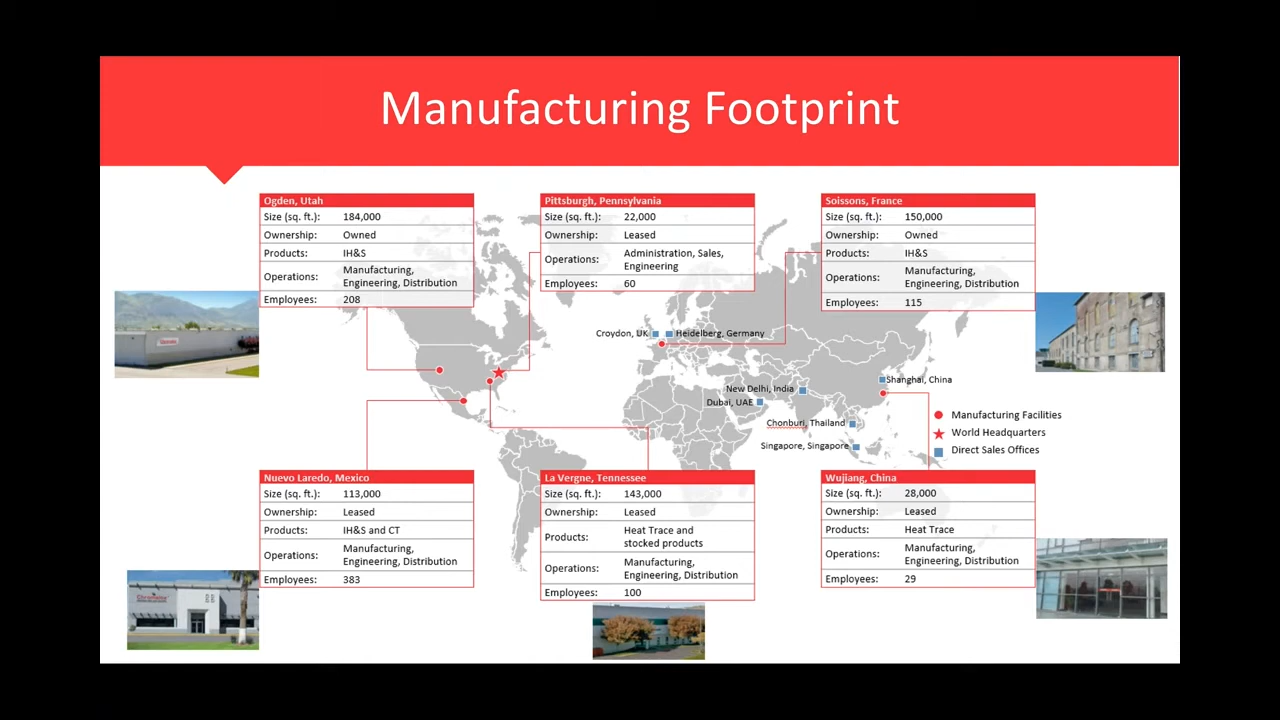 Manufacturing Footprint
Ogden, Utah
Size (sq. ft.): 184,000
Ownership: Owned
Products: IH&S
Operations: Manufacturing,
Engineering, Distribution
Employees: 208
Pittsburgh, Pennsylvania
Size (sq. ft.): 22,000
Ownership: Leased
Operations: Administration, Sales,
Engineering
Employees: 60
Soissons, France
Size (sq. ft.): 150,000
Ownership: Owned
Products: IH&S
Operations: Manufacturing,
Engineering, Distribution
Employees: 115
Croydon, UK
Heidelberg, Germany
Shanghai, China
New Delhi, India
Dubai, UAE
Chonburi, Thailand
Singapore, Singapore
Manufacturing Facilities
World Headquarters
Direct Sales Offices
Nuevo Laredo, Mexico
Size (sq. ft.): 113,000
Ownership: Leased
Products: IH&S and CT
Operations: Manufacturing,
Engineering, Distribution
Employees: 383
La Vergne, Tennessee
Size (sq. ft.): 143,000
Ownership: Leased
Products: Heat Trace and
stocked products
Operations: Manufacturing,
Engineering, Distribution
Employees: 100
Wujiang, China
Size (sq. ft.): 28,000
Ownership: Leased
Products: Heat Trace
Operations: Manufacturing,
Engineering, Distribution
Employees: 29